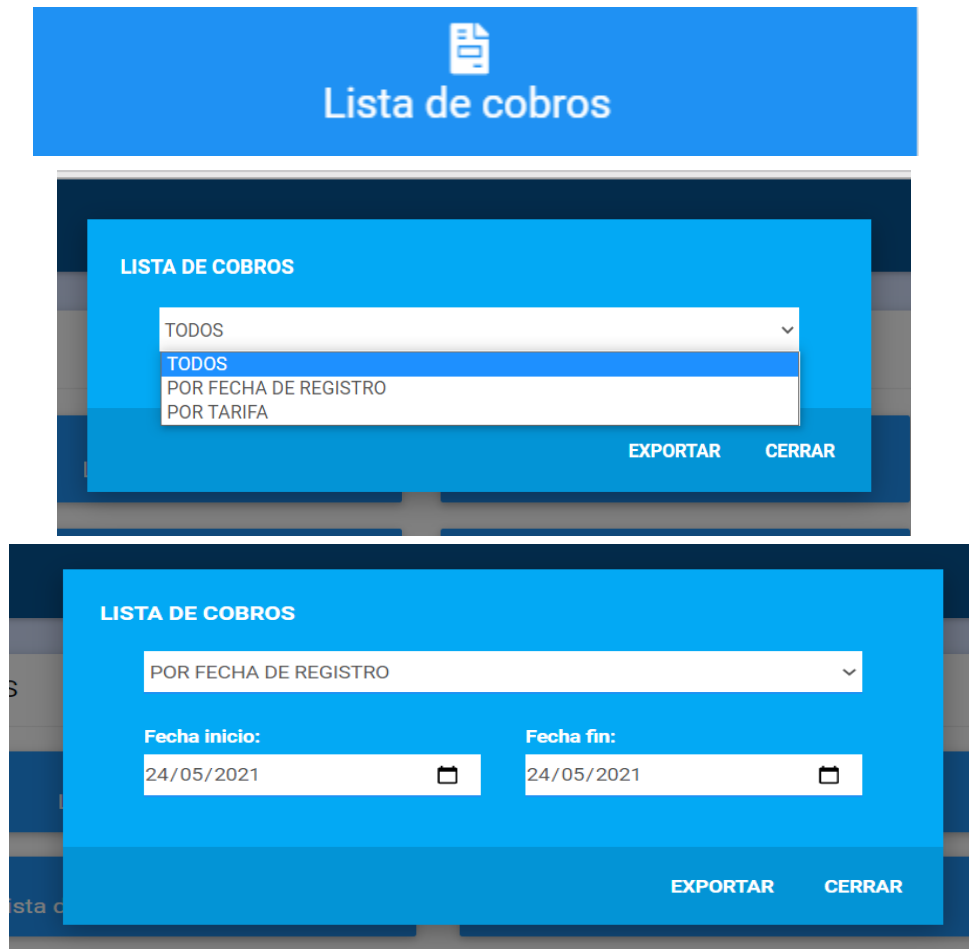 Lista de cobros
LISTA DE COBROS
TODOS
TODOS
POR FECHA DE REGISTRO
POR TARIFA
EXPORTAR CERRAR
LISTA DE COBROS
POR FECHA DE REGISTRO
Fecha inicio: Fecha fin:
24/05/2021 24/05/2021
EXPORTAR CERRAR